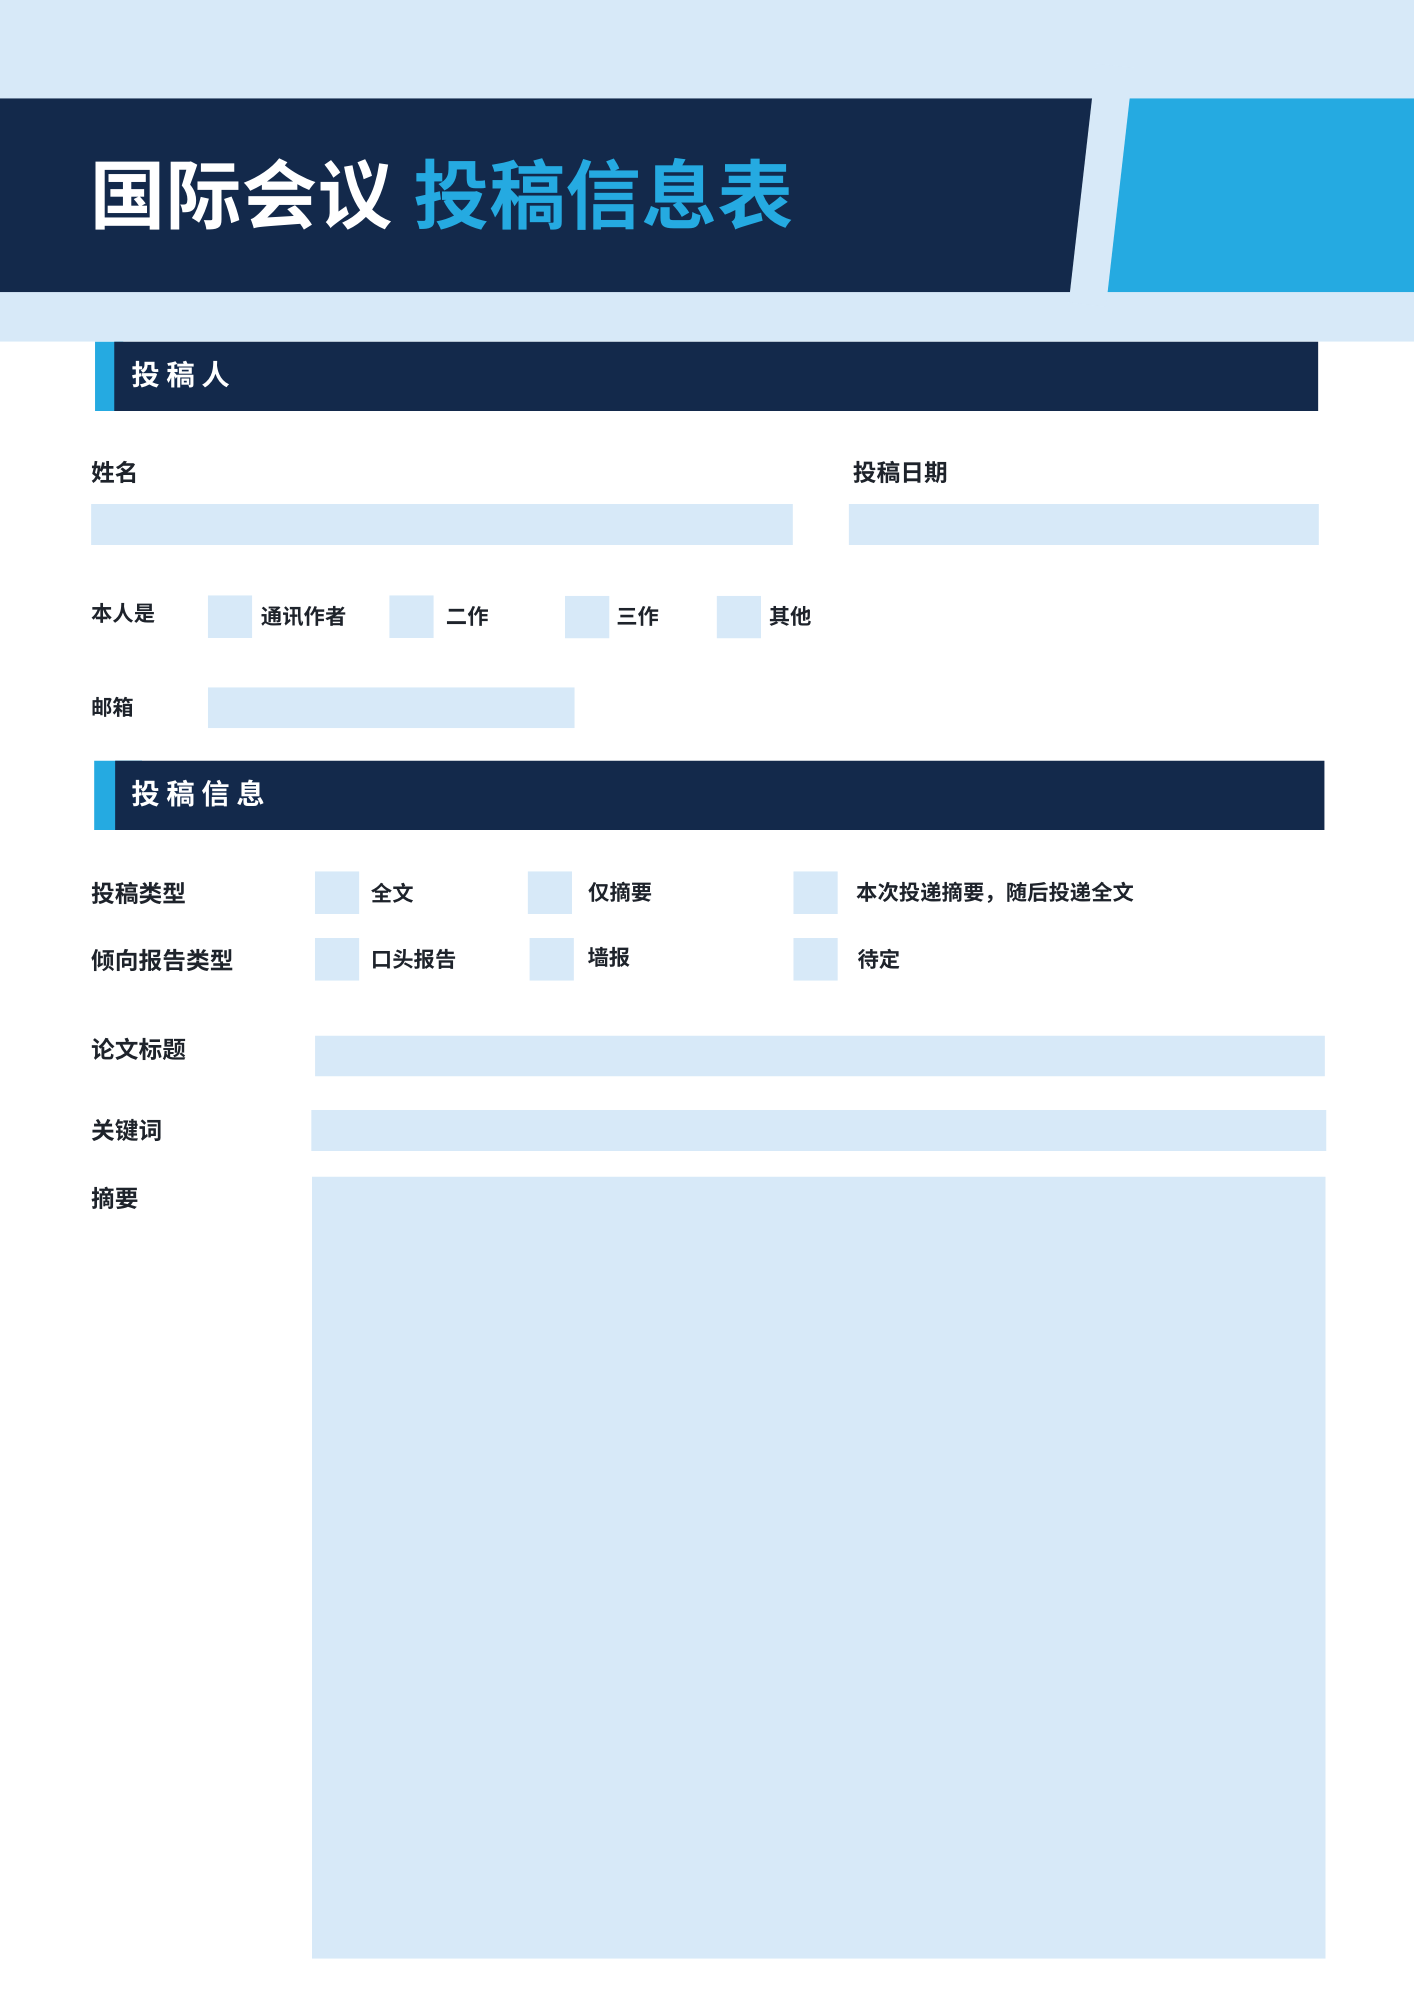 国际会议 投稿信息表
投稿人
姓名 投稿日期
本人是 通讯作者 二作 三作 其他
邮箱
投稿信息
投稿类型 全文 仅摘要 本次投递摘要，随后投递全文
倾向报告类型 口头报告 墙报 待定
论文标题
关键词
摘要